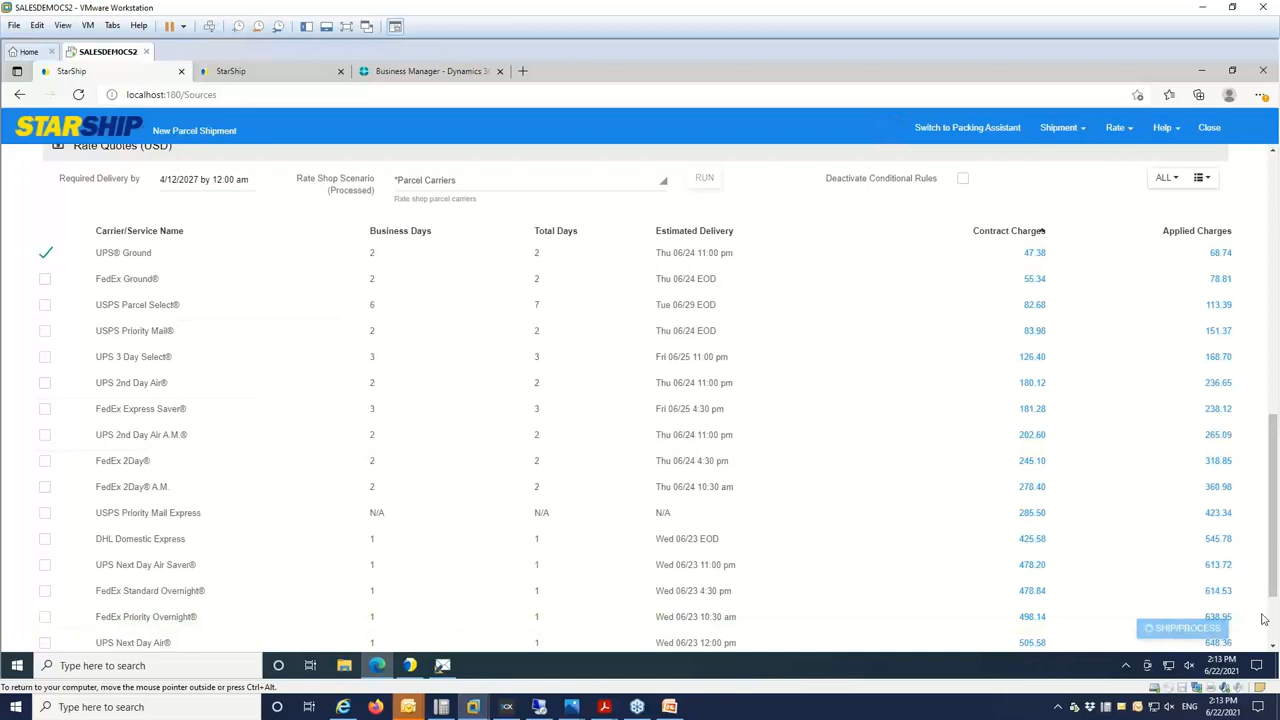 SALESDEMOCS2 - VMware Workstation
File Edit View VM Tabs Help
Home SALESDEMOCS2
StarShip StarShip Business Manager - Dynamics 3
localhost:180/Sources
STARSHIP New Parcel Shipment Switch to Packing Assistant Shipment Rate Help Close
Rate Quotes (USD)
Required Delivery by 4/12/2027 by 12:00 am Rate Shop Scenario (Processed) *Parcel Carriers RUN Deactivate Conditional Rules ALL
Rate shop parcel carriers
Carrier/Service Name Business Days Total Days Estimated Delivery Contract Charges Applied Charges
UPS® Ground 2 2 Thu 06/24 11:00 pm 47.38 68.74
FedEx Ground® 2 2 Thu 06/24 EOD 55.34 78.81
USPS Parcel Select® 6 7 Tue 06/29 EOD 82.68 113.39
USPS Priority Mail® 2 2 Thu 06/24 EOD 83.98 151.37
UPS 3 Day Select® 3 3 Fri 06/25 11:00 pm 126.40 168.70
UPS 2nd Day Air® 2 2 Thu 06/24 11:00 pm 180.12 236.65
FedEx Express Saver® 3 3 Fri 06/25 4:30 pm 181.28 238.12
UPS 2nd Day Air A.M.® 2 2 Thu 06/24 11:00 pm 202.60 265.09
FedEx 2Day® 2 2 Thu 06/24 4:30 pm 245.10 318.85
FedEx 2Day® A.M. 2 2 Thu 06/24 10:30 am 278.40 360.98
USPS Priority Mail Express N/A N/A N/A 285.50 423.34
DHL Domestic Express 1 1 Wed 06/23 EOD 425.58 545.78
UPS Next Day Air Saver® 1 1 Wed 06/23 11:00 pm 478.20 613.72
FedEx Standard Overnight® 1 1 Wed 06/23 4:30 pm 478.84 614.53
FedEx Priority Overnight® 1 1 Wed 06/23 10:30 am 498.14 638.95
SHIP/PROCESS
UPS Next Day Air® 1 1 Wed 06/23 12:00 pm 505.58 648.36
Type here to search 2:13 PM
6/22/2021
To return to your computer, move the mouse pointer outside or press Ctrl+Alt.
Type here to search 2:13 PM
6/22/2021